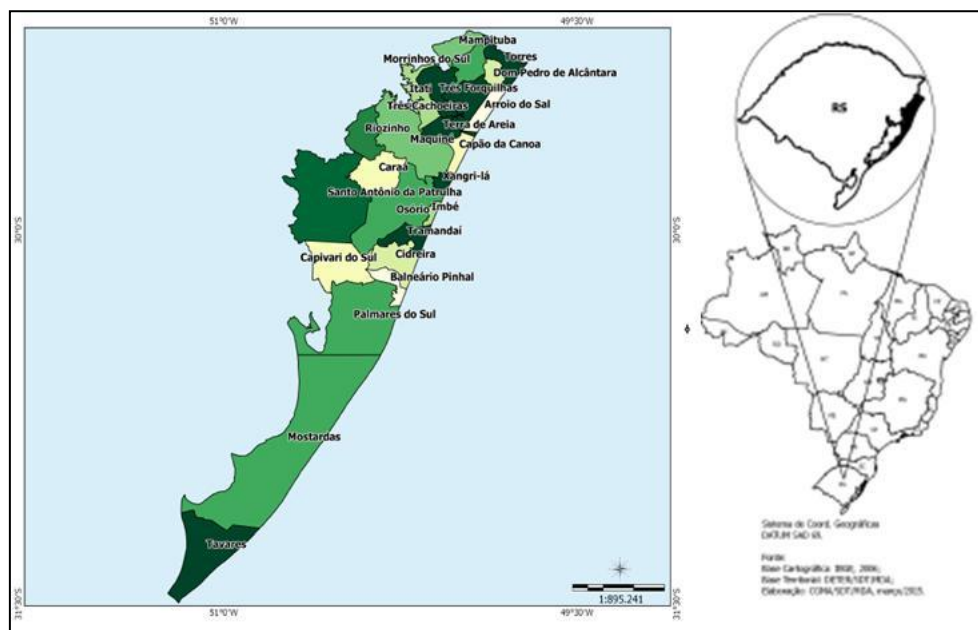 51°0'W
49°30'W
Mampituba
Torres
Morrinhos do Sul
Dom Pedro de Alcântara
Itati
Três Forquilhas
Três Cachoeiras
Arroio do Sal
Riozinho
Terra de Areia
Maquiné
Capão da Canoa
Caraá
Xangri-lá
Santo Antônio da Patrulha
Imbé
Osório
30°0'S
30°0'S
Tramandaí
Cidreira
Capivari do Sul
Balneário Pinhal
Palmares do Sul
Mostardas
Tavares
1:895.241
31°30'S
31°30'S
51°0'W
49°30'W
RS
Sistema de Coord. Geográficas
DATUM SAD 69.
Fonte:
Base Cartográfica IBGE, 2006;
Base Territorial: DETER/SDT/MDA;
Elaboração: CGMA/SDT/MDA, março/2015.